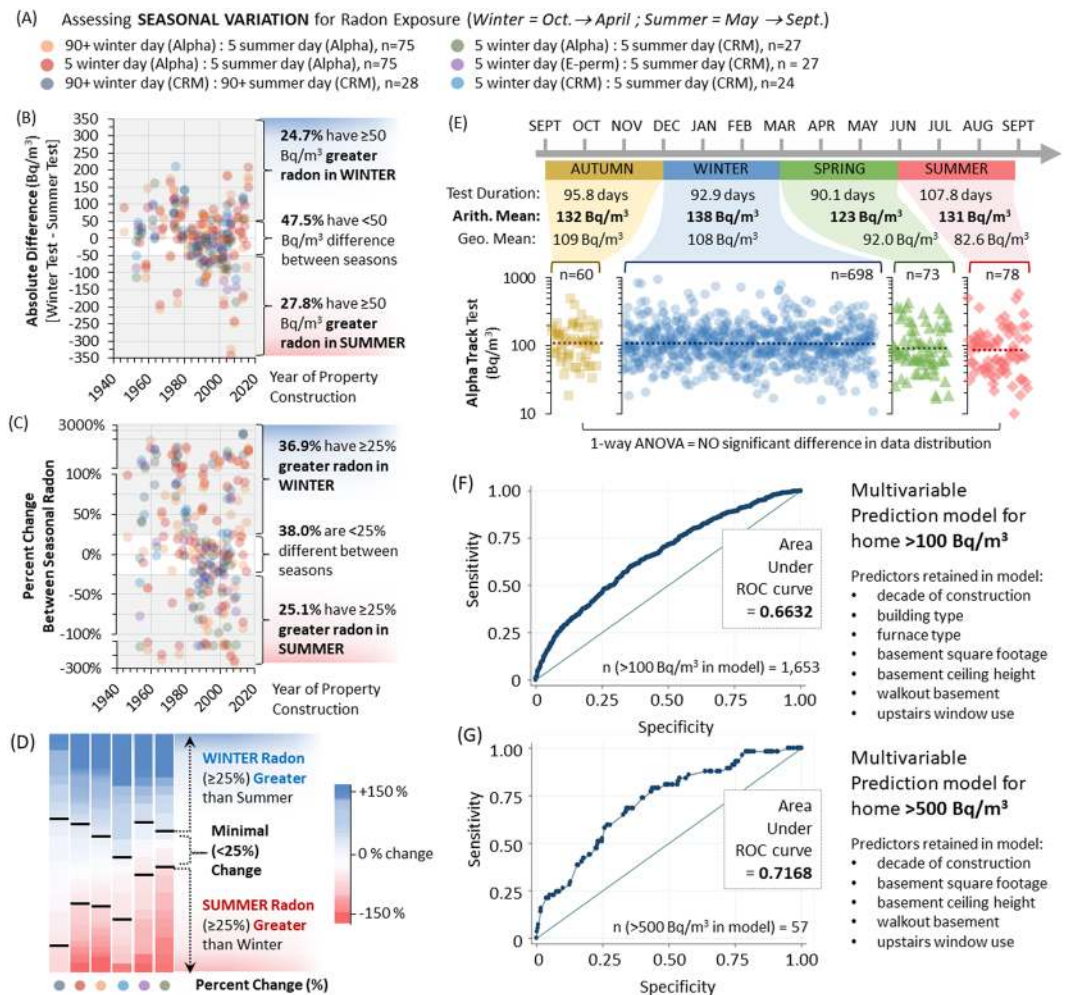 (A) Assessing SEASONAL VARIATION for Radon Exposure (Winter = Oct. → April ; Summer = May → Sept.)
90+ winter day (Alpha) : 5 summer day (Alpha), n=75
5 winter day (Alpha) : 5 summer day (Alpha), n=75
90+ winter day (CRM) : 90+ summer day (CRM), n=28
5 winter day (Alpha) : 5 summer day (CRM), n=27
5 winter day (E-perm) : 5 summer day (CRM), n = 27
5 winter day (CRM) : 5 summer day (CRM), n=24
(B)
Absolute Difference (Bq/m³)
[Winter Test - Summer Test]
350
300
250
200
150
100
50
0
-50
-100
-150
-200
-250
-300
-350
1940
1960
1980
2000
2020
Year of Property
Construction
24.7% have ≥50
Bq/m³ greater
radon in WINTER
47.5% have <50
Bq/m³ difference
between seasons
27.8% have ≥50
Bq/m³ greater
radon in SUMMER
(C)
Percent Change
Between Seasonal Radon
3000%
100%
50%
0%
-50%
-100%
-300%
1940
1960
1980
2000
2020
Year of Property
Construction
36.9% have ≥25%
greater radon in
WINTER
38.0% are <25%
different between
seasons
25.1% have ≥25%
greater radon in
SUMMER
(D)
WINTER Radon
(≥25%) Greater
than Summer
Minimal
(<25%)
Change
SUMMER Radon
(≥25%) Greater
than Winter
+150 %
0 % change
-150 %
Percent Change (%)
(E)
SEPT OCT NOV DEC JAN FEB MAR APR MAY JUN JUL AUG SEPT
AUTUMN WINTER SPRING SUMMER
Test Duration: 95.8 days 92.9 days 90.1 days 107.8 days
Arith. Mean: 132 Bq/m³ 138 Bq/m³ 123 Bq/m³ 131 Bq/m³
Geo. Mean: 109 Bq/m³ 108 Bq/m³ 92.0 Bq/m³ 82.6 Bq/m³
n=60 n=698 n=73 n=78
Alpha Track Test
(Bq/m³)
1000
100
10
1-way ANOVA = NO significant difference in data distribution
(F)
Sensitivity
1.00
0.75
0.50
0.25
0
Area
Under
ROC curve
= 0.6632
n (>100 Bq/m³ in model) = 1,653
0 0.25 0.50 0.75 1.00
Specificity
Multivariable
Prediction model for
home >100 Bq/m³
Predictors retained in model:
• decade of construction
• building type
• furnace type
• basement square footage
• basement ceiling height
• walkout basement
• upstairs window use
(G)
Sensitivity
1.00
0.75
0.50
0.25
0
Area
Under
ROC curve
= 0.7168
n (>500 Bq/m³ in model) = 57
0 0.25 0.50 0.75 1.00
Specificity
Multivariable
Prediction model for
home >500 Bq/m³
Predictors retained in model:
• decade of construction
• basement square footage
• basement ceiling height
• walkout basement
• upstairs window use